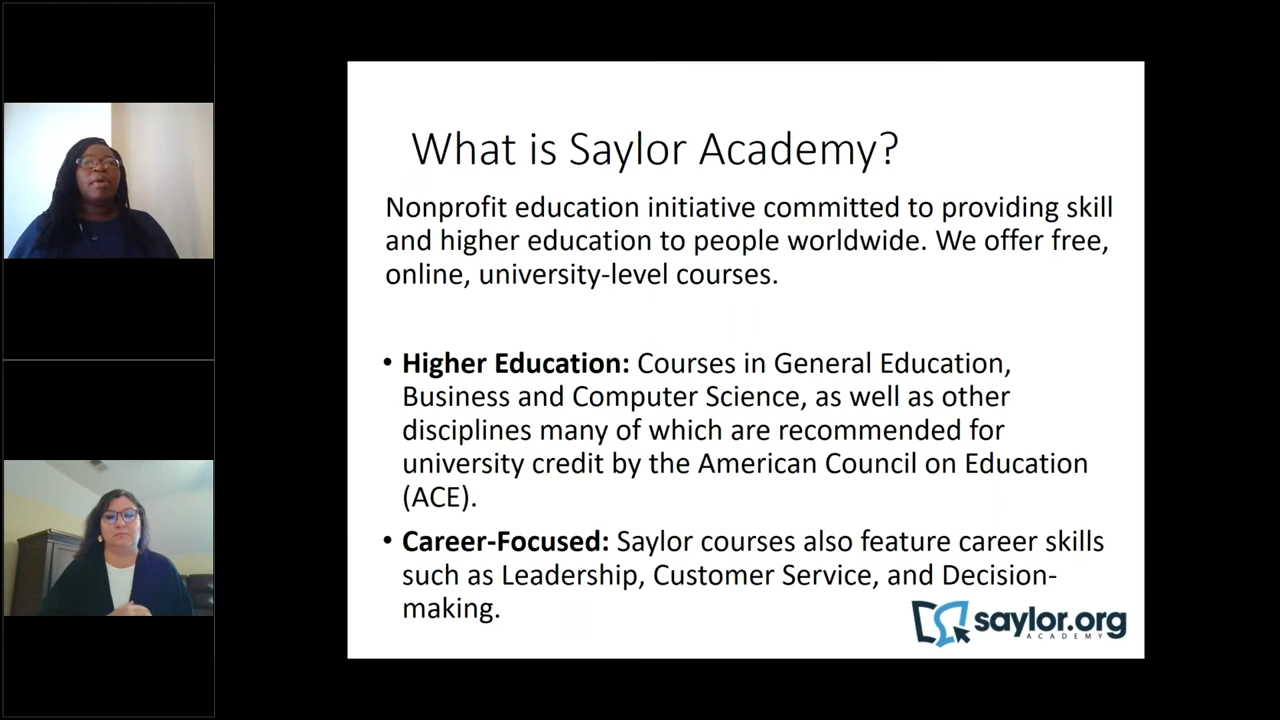 What is Saylor Academy?
Nonprofit education initiative committed to providing skill
and higher education to people worldwide. We offer free,
online, university-level courses.
• Higher Education: Courses in General Education,
Business and Computer Science, as well as other
disciplines many of which are recommended for
university credit by the American Council on Education
(ACE).
• Career-Focused: Saylor courses also feature career skills
such as Leadership, Customer Service, and Decision-
making.
saylor.org
ACADEMY